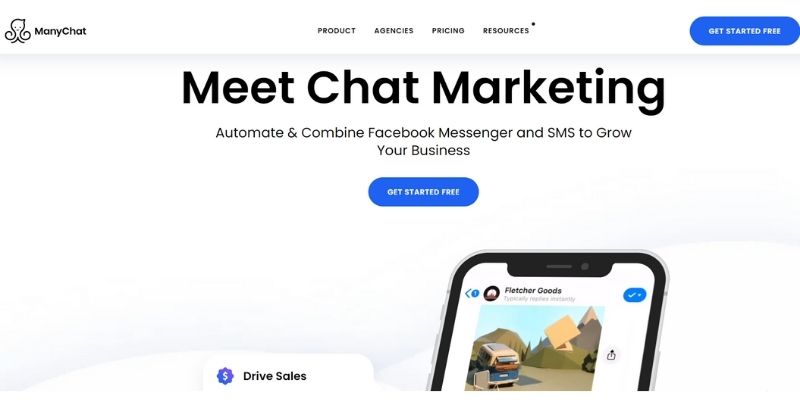 ManyChat
PRODUCT
AGENCIES
PRICING
RESOURCES
GET STARTED FREE
Meet Chat Marketing
Automate & Combine Facebook Messenger and SMS to Grow
Your Business
GET STARTED FREE
1
Fletcher Goods
Typically replies instantly
$ Drive Sales